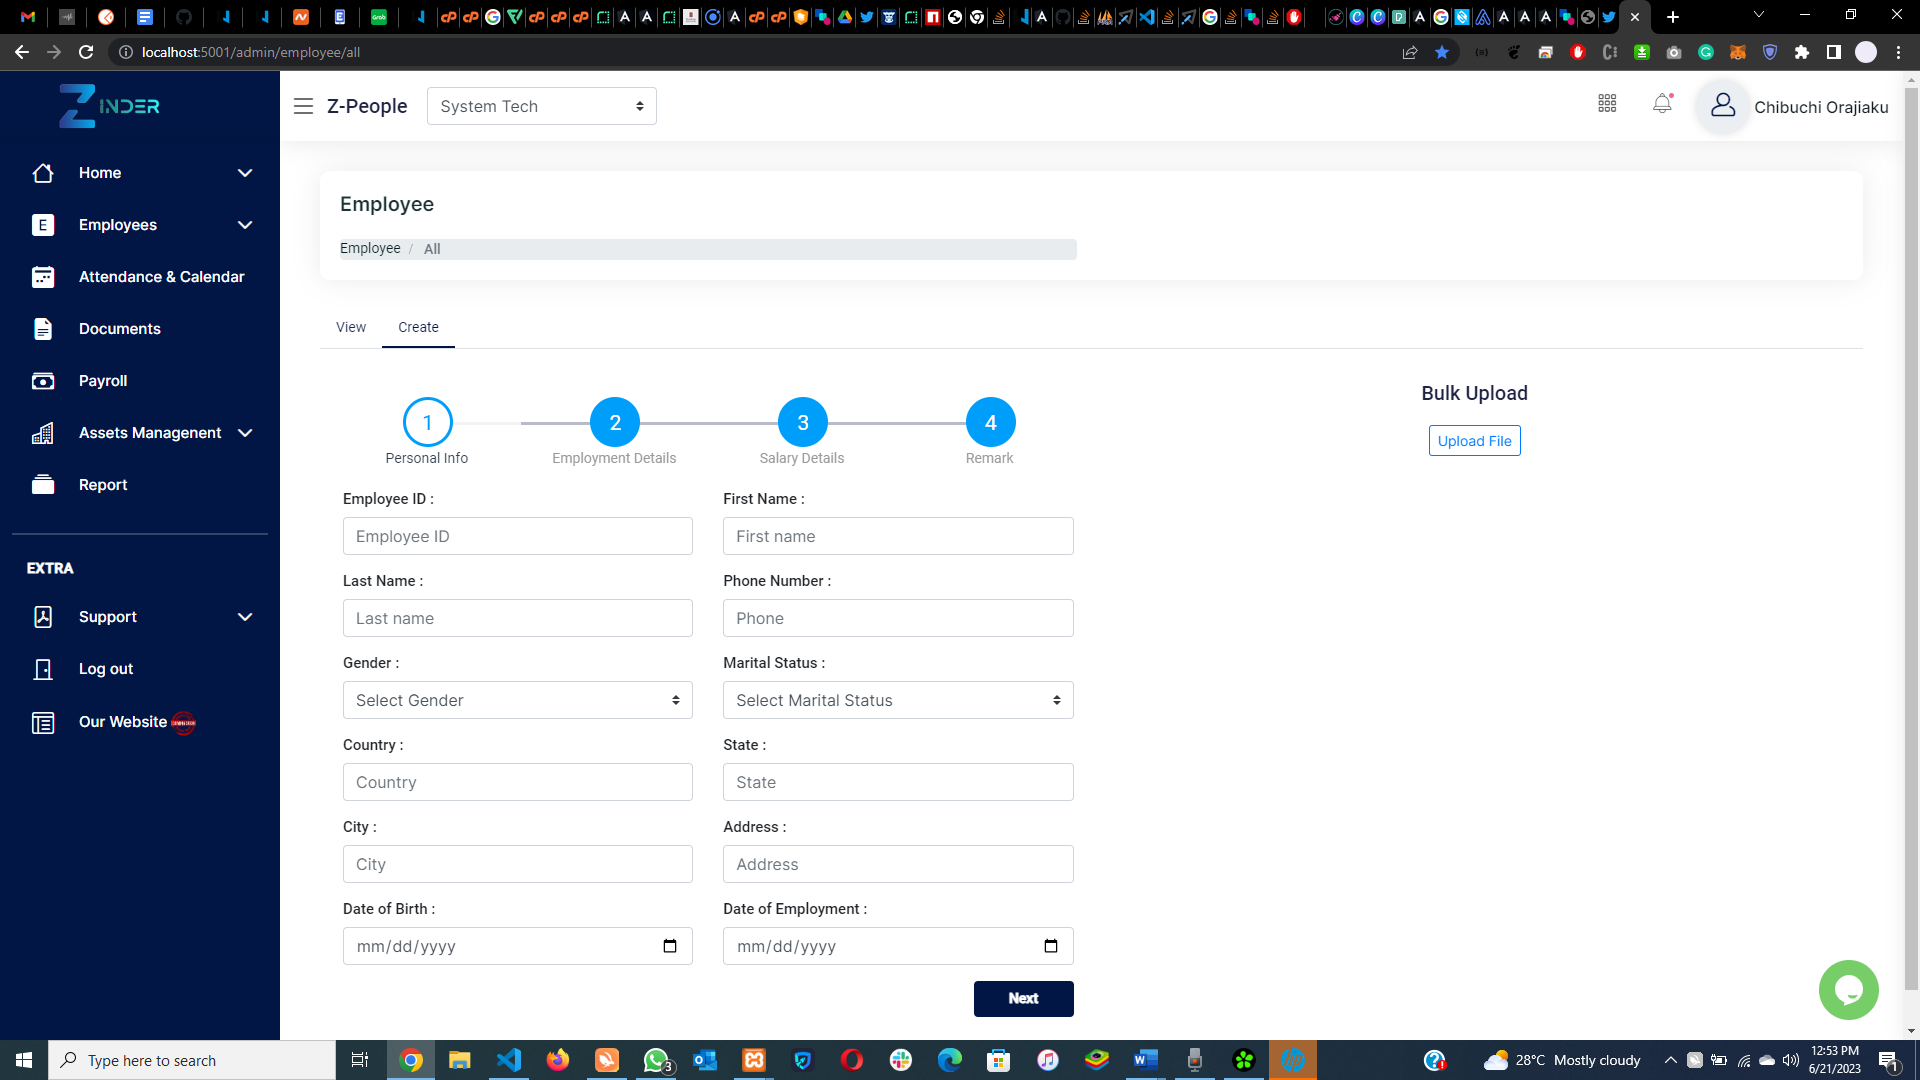 localhost:5001/admin/employee/all
ZINDER
Z-People
System Tech
Chibuchi Orajiaku
Home
Employees
Attendance & Calendar
Documents
Payroll
Assets Managenent
Report
EXTRA
Support
Log out
Our Website
Employee
Employee / All
View
Create
1
2
3
4
Personal Info
Employment Details
Salary Details
Remark
Bulk Upload
Upload File
Employee ID :
First Name :
Employee ID
First name
Last Name :
Phone Number :
Last name
Phone
Gender :
Marital Status :
Select Gender
Select Marital Status
Country :
State :
Country
State
City :
Address :
City
Address
Date of Birth :
Date of Employment :
mm/dd/yyyy
mm/dd/yyyy
Next
Type here to search
3
28°C Mostly cloudy
12:53 PM
6/21/2023
1